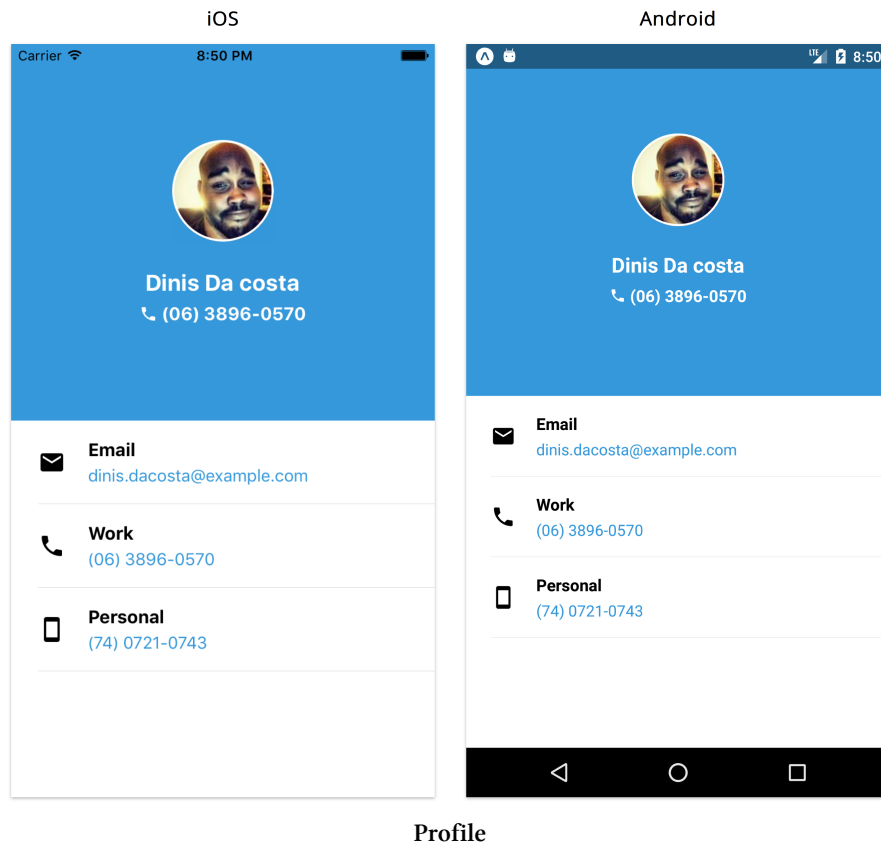 iOS
Carrier 8:50 PM
Dinis Da costa
(06) 3896-0570
Email
dinis.dacosta@example.com
Work
(06) 3896-0570
Personal
(74) 0721-0743
Android
LTE 8:50
Dinis Da costa
(06) 3896-0570
Email
dinis.dacosta@example.com
Work
(06) 3896-0570
Personal
(74) 0721-0743
Profile